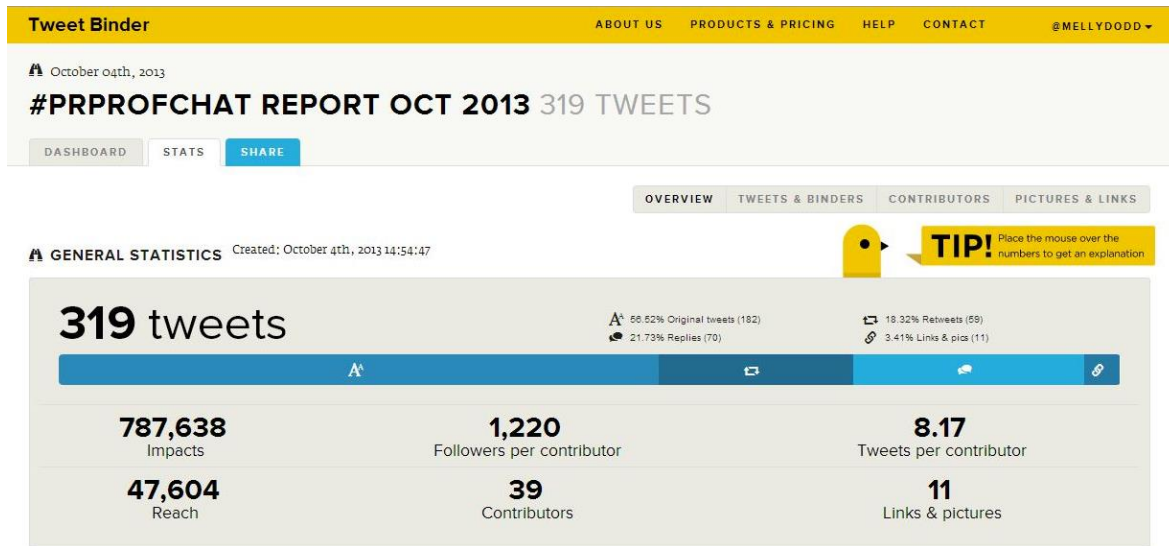 Tweet Binder
ABOUT US PRODUCTS & PRICING HELP CONTACT @MELLYDODD
October 04th, 2013
#PRPROFCHAT REPORT OCT 2013 319 TWEETS
DASHBOARD STATS SHARE
OVERVIEW TWEETS & BINDERS CONTRIBUTORS PICTURES & LINKS
GENERAL STATISTICS Created: October 4th, 2013 14:54:47
TIP! Place the mouse over the
numbers to get an explanation
319 tweets
56.52% Original tweets (182) 18.32% Retweets (59)
21.73% Replies (70) 3.41% Links & pics (11)
787,638 1,220 8.17
Impacts Followers per contributor Tweets per contributor
47,604 39 11
Reach Contributors Links & pictures